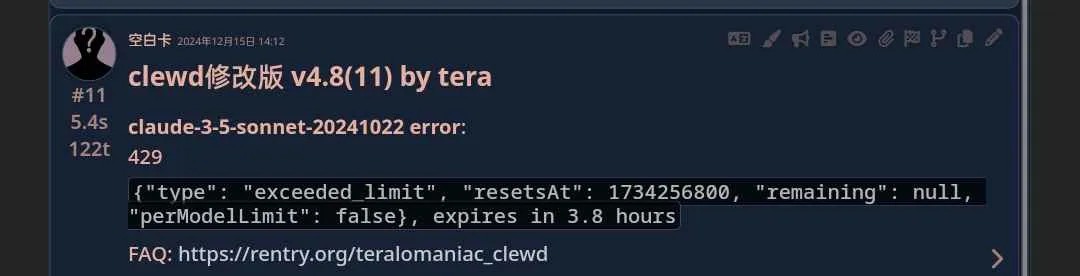 空白卡 2024年12月15日 14:12
clewd修改版 v4.8(11) by tera
#11
5.4s
122t
claude-3-5-sonnet-20241022 error:
429
{"type": "exceeded_limit", "resetsAt": 1734256800, "remaining": null,
"perModelLimit": false}, expires in 3.8 hours
FAQ: https://rentry.org/teralomaniac_clewd